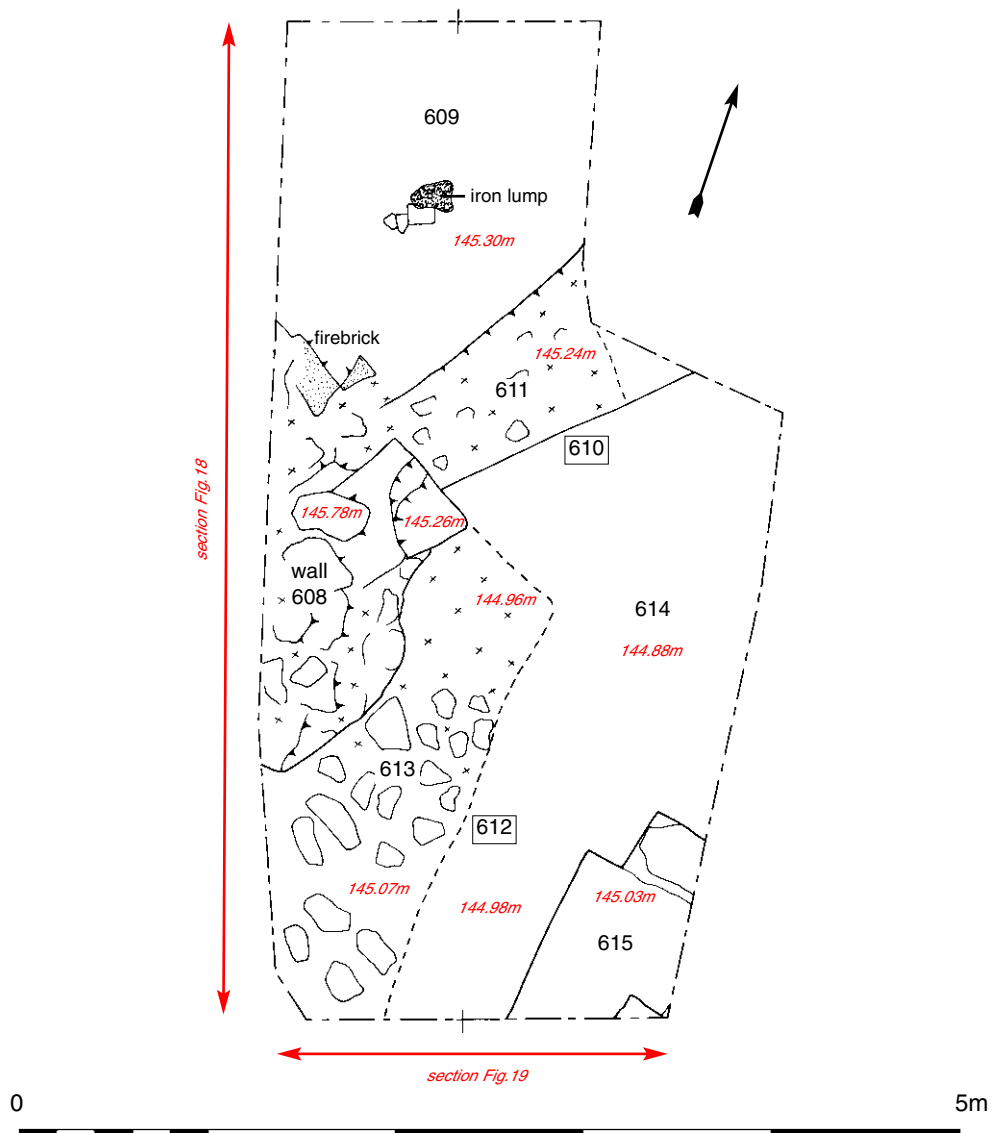 609
iron lump
145.30m
firebrick
145.24m
611
610
section Fig.18
145.78m
145.26m
wall
608
144.96m
614
144.88m
613
612
145.07m
144.98m
145.03m
615
section Fig.19
0
5m